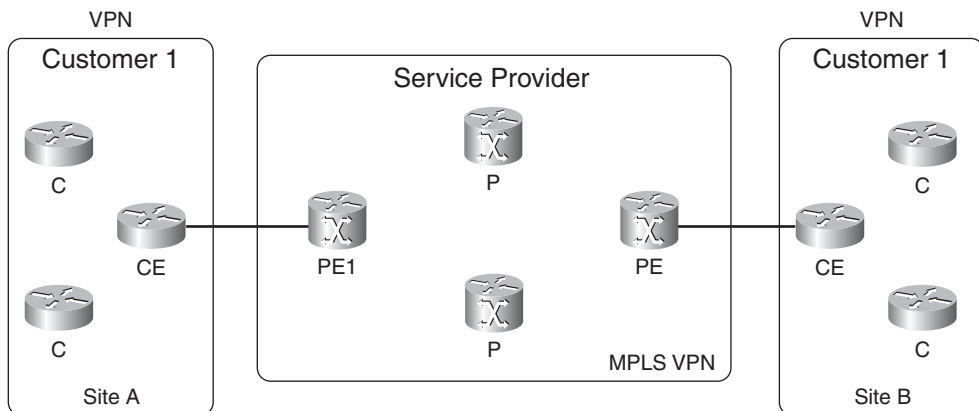 VPN
VPN
Customer 1
Service Provider
Customer 1
C
P
C
CE
PE1
PE
CE
C
P
C
MPLS VPN
Site A
Site B